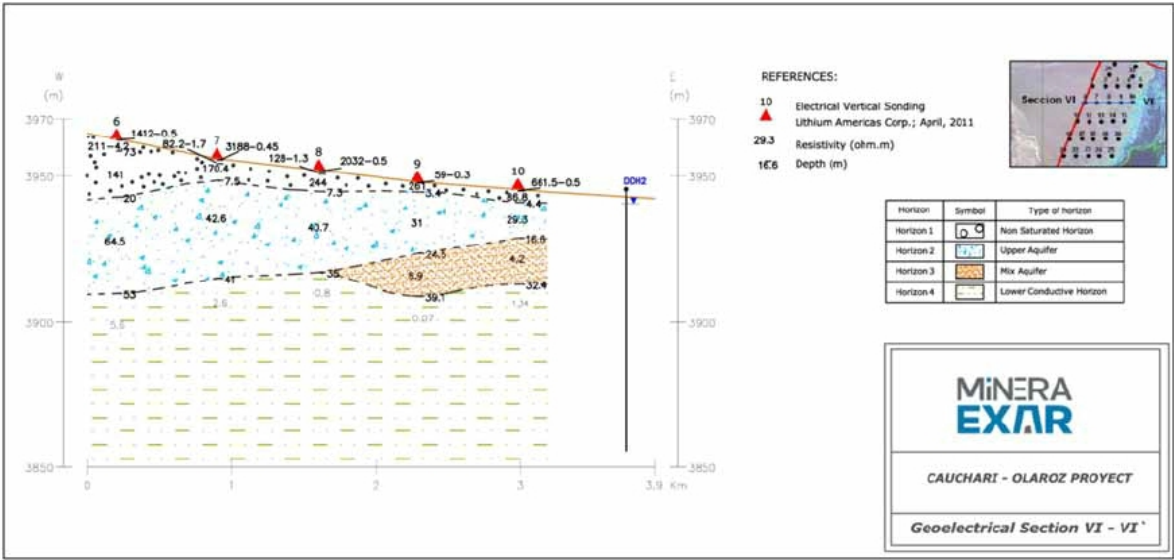 W
(m)
E
(m)
3970
3950
3900
3850
3970
3950
3900
3850
0
1
2
3
3.9 Km
6
7
8
9
10
1412-0.5
211-4.2
73
141
20
64.5
53
5.6
82.2-1.7
3188-0.45
170.4
7.5
42.6
41
2.6
128-1.3
2032-0.5
244
7.3
40.7
35
0.8
59-0.3
261
3.4
31
24.5
8.9
39.1
0.07
661.5-0.5
36.8
4.4
29.3
16.6
4.2
32.4
1.34
DDH2
REFERENCES:
10 Electrical Vertical Sonding
Lithium Americas Corp.; April, 2011
29.3 Resistivity (ohm.m)
16.6 Depth (m)
Seccion VI
VI
Horizon Symbol Type of horizon
Horizon 1 Non Saturated Horizon
Horizon 2 Upper Aquifer
Horizon 3 Mix Aquifer
Horizon 4 Lower Conductive Horizon
MINERA
EXAR
CAUCHARI - OLAROZ PROYECT
Geoelectrical Section VI - VI`